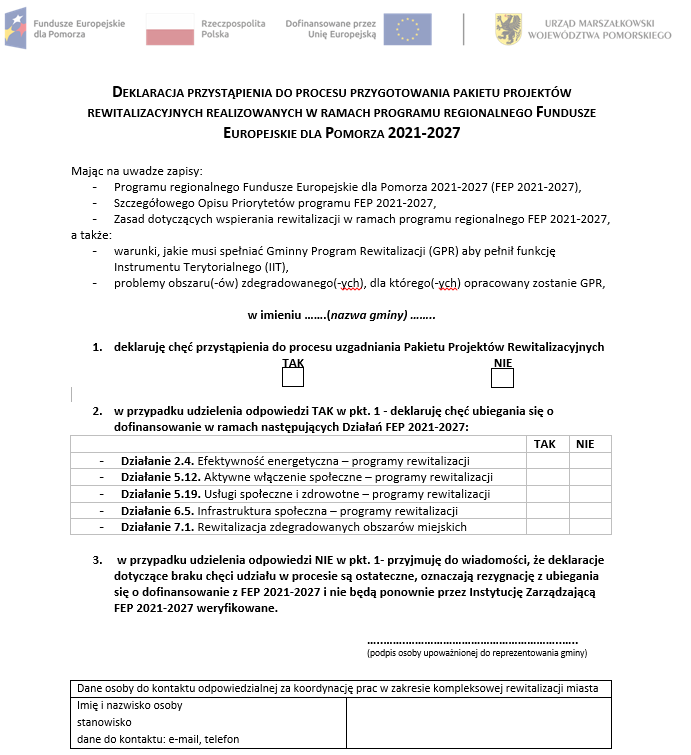 Fundusze Europejskie
dla Pomorza
Rzeczpospolita
Polska
Dofinansowane przez
Unię Europejską
URZĄD MARSZAŁKOWSKI
WOJEWÓDZTWA POMORSKIEGO
DEKLARACJA PRZYSTĄPIENIA DO PROCESU PRZYGOTOWANIA PAKIETU PROJEKTÓW
REWITALIZACYJNYCH REALIZOWANYCH W RAMACH PROGRAMU REGIONALNEGO FUNDUSZE
EUROPEJSKIE DLA POMORZA 2021-2027
Mając na uwadze zapisy:
- Programu regionalnego Fundusze Europejskie dla Pomorza 2021-2027 (FEP 2021-2027),
- Szczegółowego Opisu Priorytetów programu FEP 2021-2027,
- Zasad dotyczących wspierania rewitalizacji w ramach programu regionalnego FEP 2021-2027,
a także:
- warunki, jakie musi spełniać Gminny Program Rewitalizacji (GPR) aby pełnił funkcję
Instrumentu Terytorialnego (IIT),
- problemy obszaru(-ów) zdegradowanego(-ych), dla którego(-ych) opracowany zostanie GPR,
w imieniu …….(nazwa gminy) ……..
1. deklaruję chęć przystąpienia do procesu uzgadniania Pakietu Projektów Rewitalizacyjnych
TAK NIE
2. w przypadku udzielenia odpowiedzi TAK w pkt. 1 - deklaruję chęć ubiegania się o
dofinansowanie w ramach następujących Działań FEP 2021-2027:
TAK NIE
- Działanie 2.4. Efektywność energetyczna – programy rewitalizacji
- Działanie 5.12. Aktywne włączenie społeczne – programy rewitalizacji
- Działanie 5.19. Usługi społeczne i zdrowotne – programy rewitalizacji
- Działanie 6.5. Infrastruktura społeczna – programy rewitalizacji
- Działanie 7.1. Rewitalizacja zdegradowanych obszarów miejskich
3. w przypadku udzielenia odpowiedzi NIE w pkt. 1- przyjmuję do wiadomości, że deklaracje
dotyczące braku chęci udziału w procesie są ostateczne, oznaczają rezygnację z ubiegania
się o dofinansowanie z FEP 2021-2027 i nie będą ponownie przez Instytucję Zarządzającą
FEP 2021-2027 weryfikowane.
…..…………………………………………………..…..
(podpis osoby upoważnionej do reprezentowania gminy)
Dane osoby do kontaktu odpowiedzialnej za koordynację prac w zakresie kompleksowej rewitalizacji miasta
Imię i nazwisko osoby
stanowisko
dane do kontaktu: e-mail, telefon